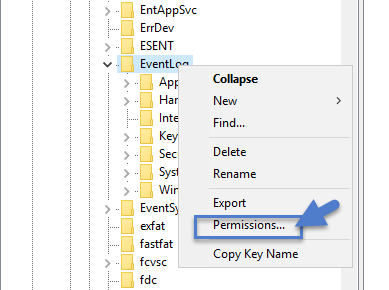 EntAppSvc
ErrDev
ESENT
EventLog
App
Har
Inte
Key
Sec
Syst
Win
EventSy
exfat
fastfat
fcvsc
fdc
Collapse
New
Find...
Delete
Rename
Export
Permissions...
Copy Key Name